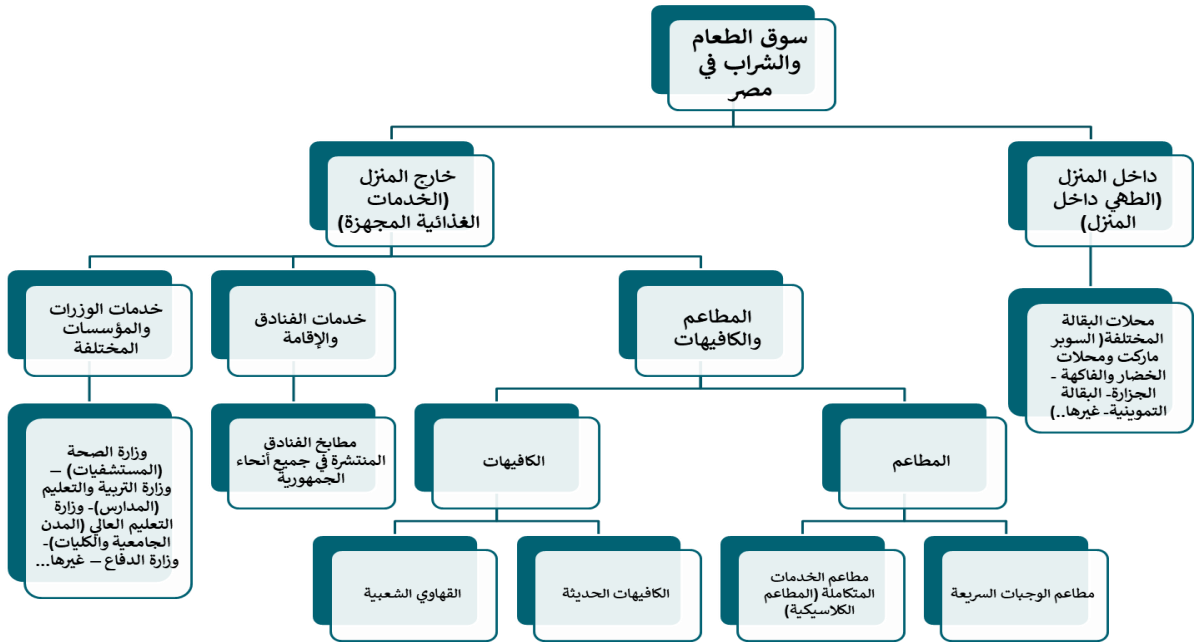 سوق الطعام
والشراب في
مصر
داخل المنزل
(الطهي داخل
المنزل)
خارج المنزل
(الخدمات
الغذائية المجهزة)
محلات البقالة
المختلفة( السوبر
ماركت ومحلات
الخضار والفاكهة -
الجزارة- البقالة
التموينية- غيرها..)
المطاعم
والكافيهات
خدمات الفنادق
والإقامة
خدمات الوزرات
والمؤسسات
المختلفة
المطاعم
الكافيهات
مطابخ الفنادق
المنتشرة في جميع أنحاء
الجمهورية
وزارة الصحة
(المستشفيات) –
وزارة التربية والتعليم
(المدارس)- وزارة
التعليم العالي (المدن
الجامعية والكليات)-
وزارة الدفاع – غيرها...
مطاعم الوجبات السريعة
مطاعم الخدمات
المتكاملة (المطاعم
الكلاسيكية)
الكافيهات الحديثة
القهاوي الشعبية